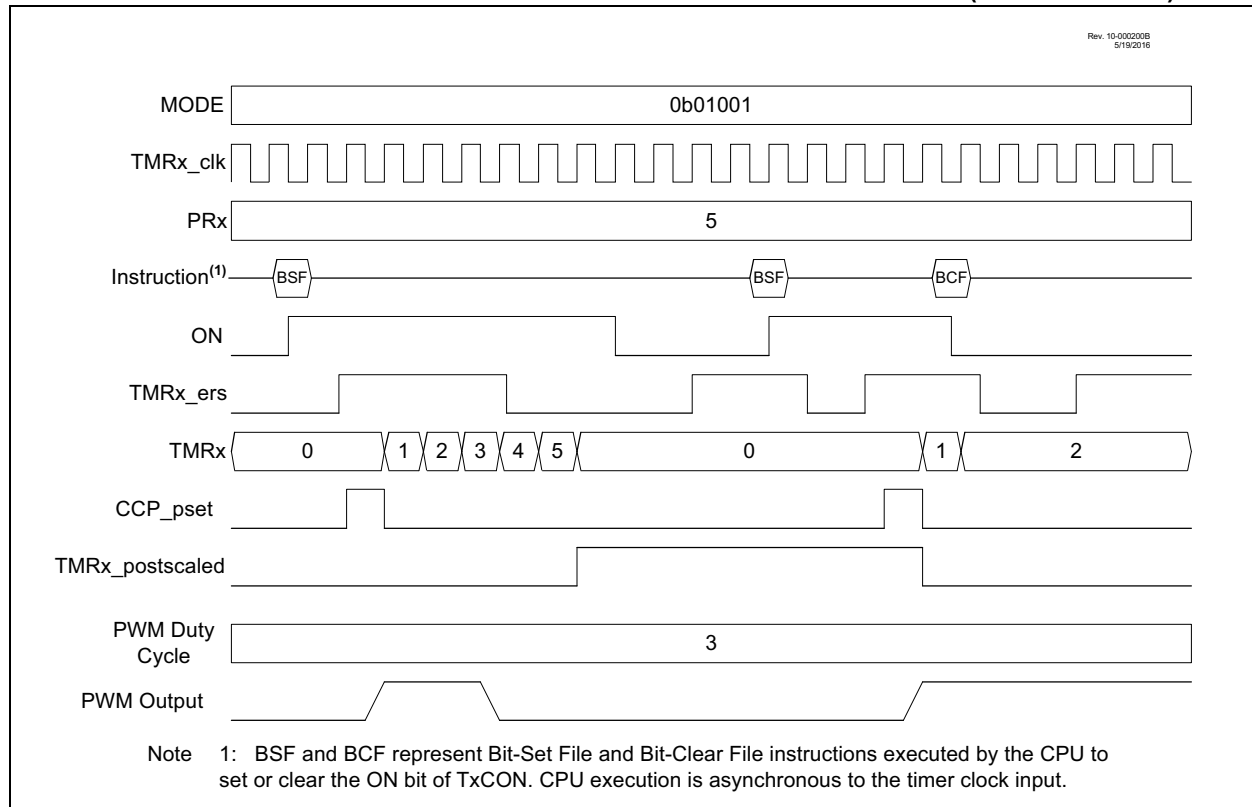 Rev. 10-000200B
5/19/2016
MODE 0b01001
TMRx_clk
PRx 5
Instruction(1) BSF BSF BCF
ON
TMRx_ers
TMRx 0 1 2 3 4 5 0 1 2
CCP_pset
TMRx_postscaled
PWM Duty
Cycle 3
PWM Output
Note 1: BSF and BCF represent Bit-Set File and Bit-Clear File instructions executed by the CPU to
set or clear the ON bit of TxCON. CPU execution is asynchronous to the timer clock input.